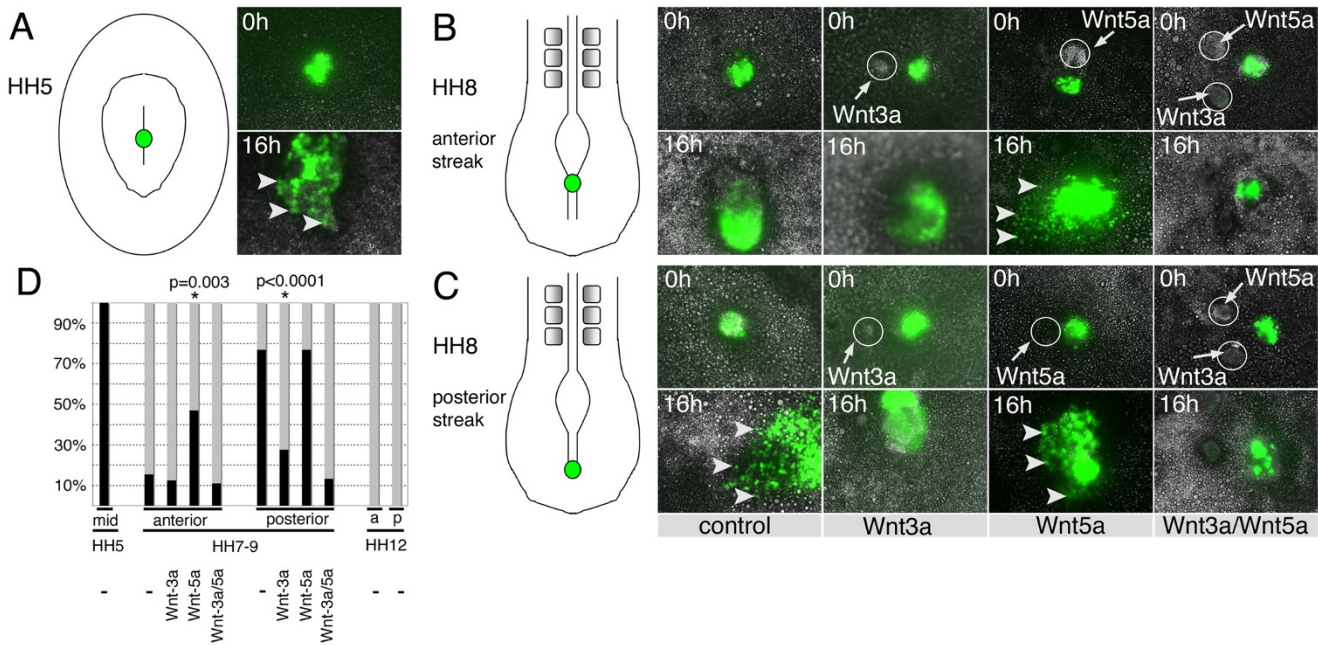 A
HH5
0h
16h
B
HH8
anterior
streak
0h
0h
Wnt3a
0h
Wnt5a
0h
Wnt5a
Wnt3a
16h
16h
16h
16h
C
HH8
posterior
streak
0h
0h
Wnt3a
0h
Wnt5a
0h
Wnt5a
Wnt3a
16h
16h
16h
16h
control
Wnt3a
Wnt5a
Wnt3a/Wnt5a
D
p=0.003
p<0.0001
*
*
90%
70%
50%
30%
10%
mid
anterior
posterior
a
p
HH5
HH7-9
HH12
-
-
Wnt-3a
Wnt-5a
Wnt-3a/5a
-
Wnt-3a
Wnt-5a
Wnt-3a/5a
-
-